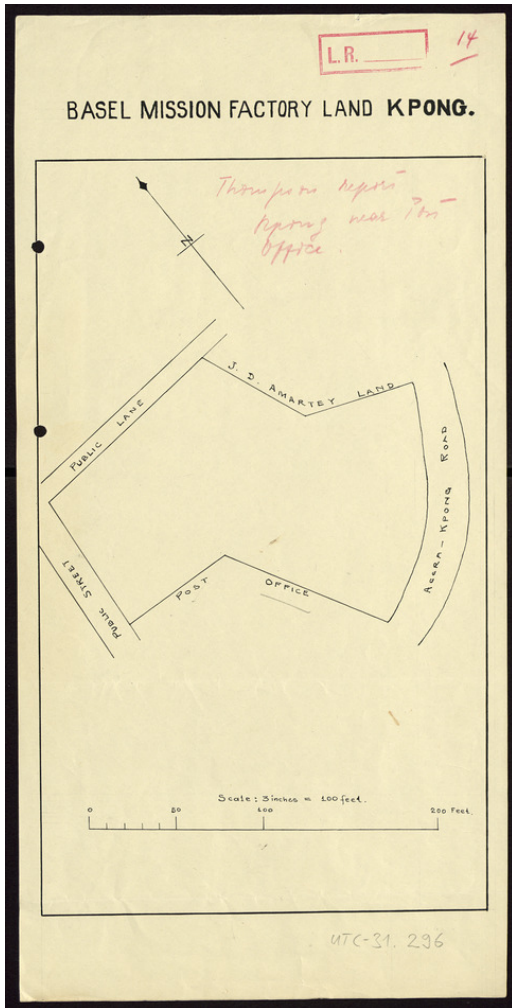 14
L.R.
BASEL MISSION FACTORY LAND KPONG.
Thompson report
Kpong near Post
Office.
N
J. D. AMARTEY LAND
PUBLIC LANE
ACCRA-KPONG ROAD
PUBLIC STREET
POST OFFICE
Scale: 3 inches = 100 feet.
0 50 100 200 Feet.
UTC-31. 296